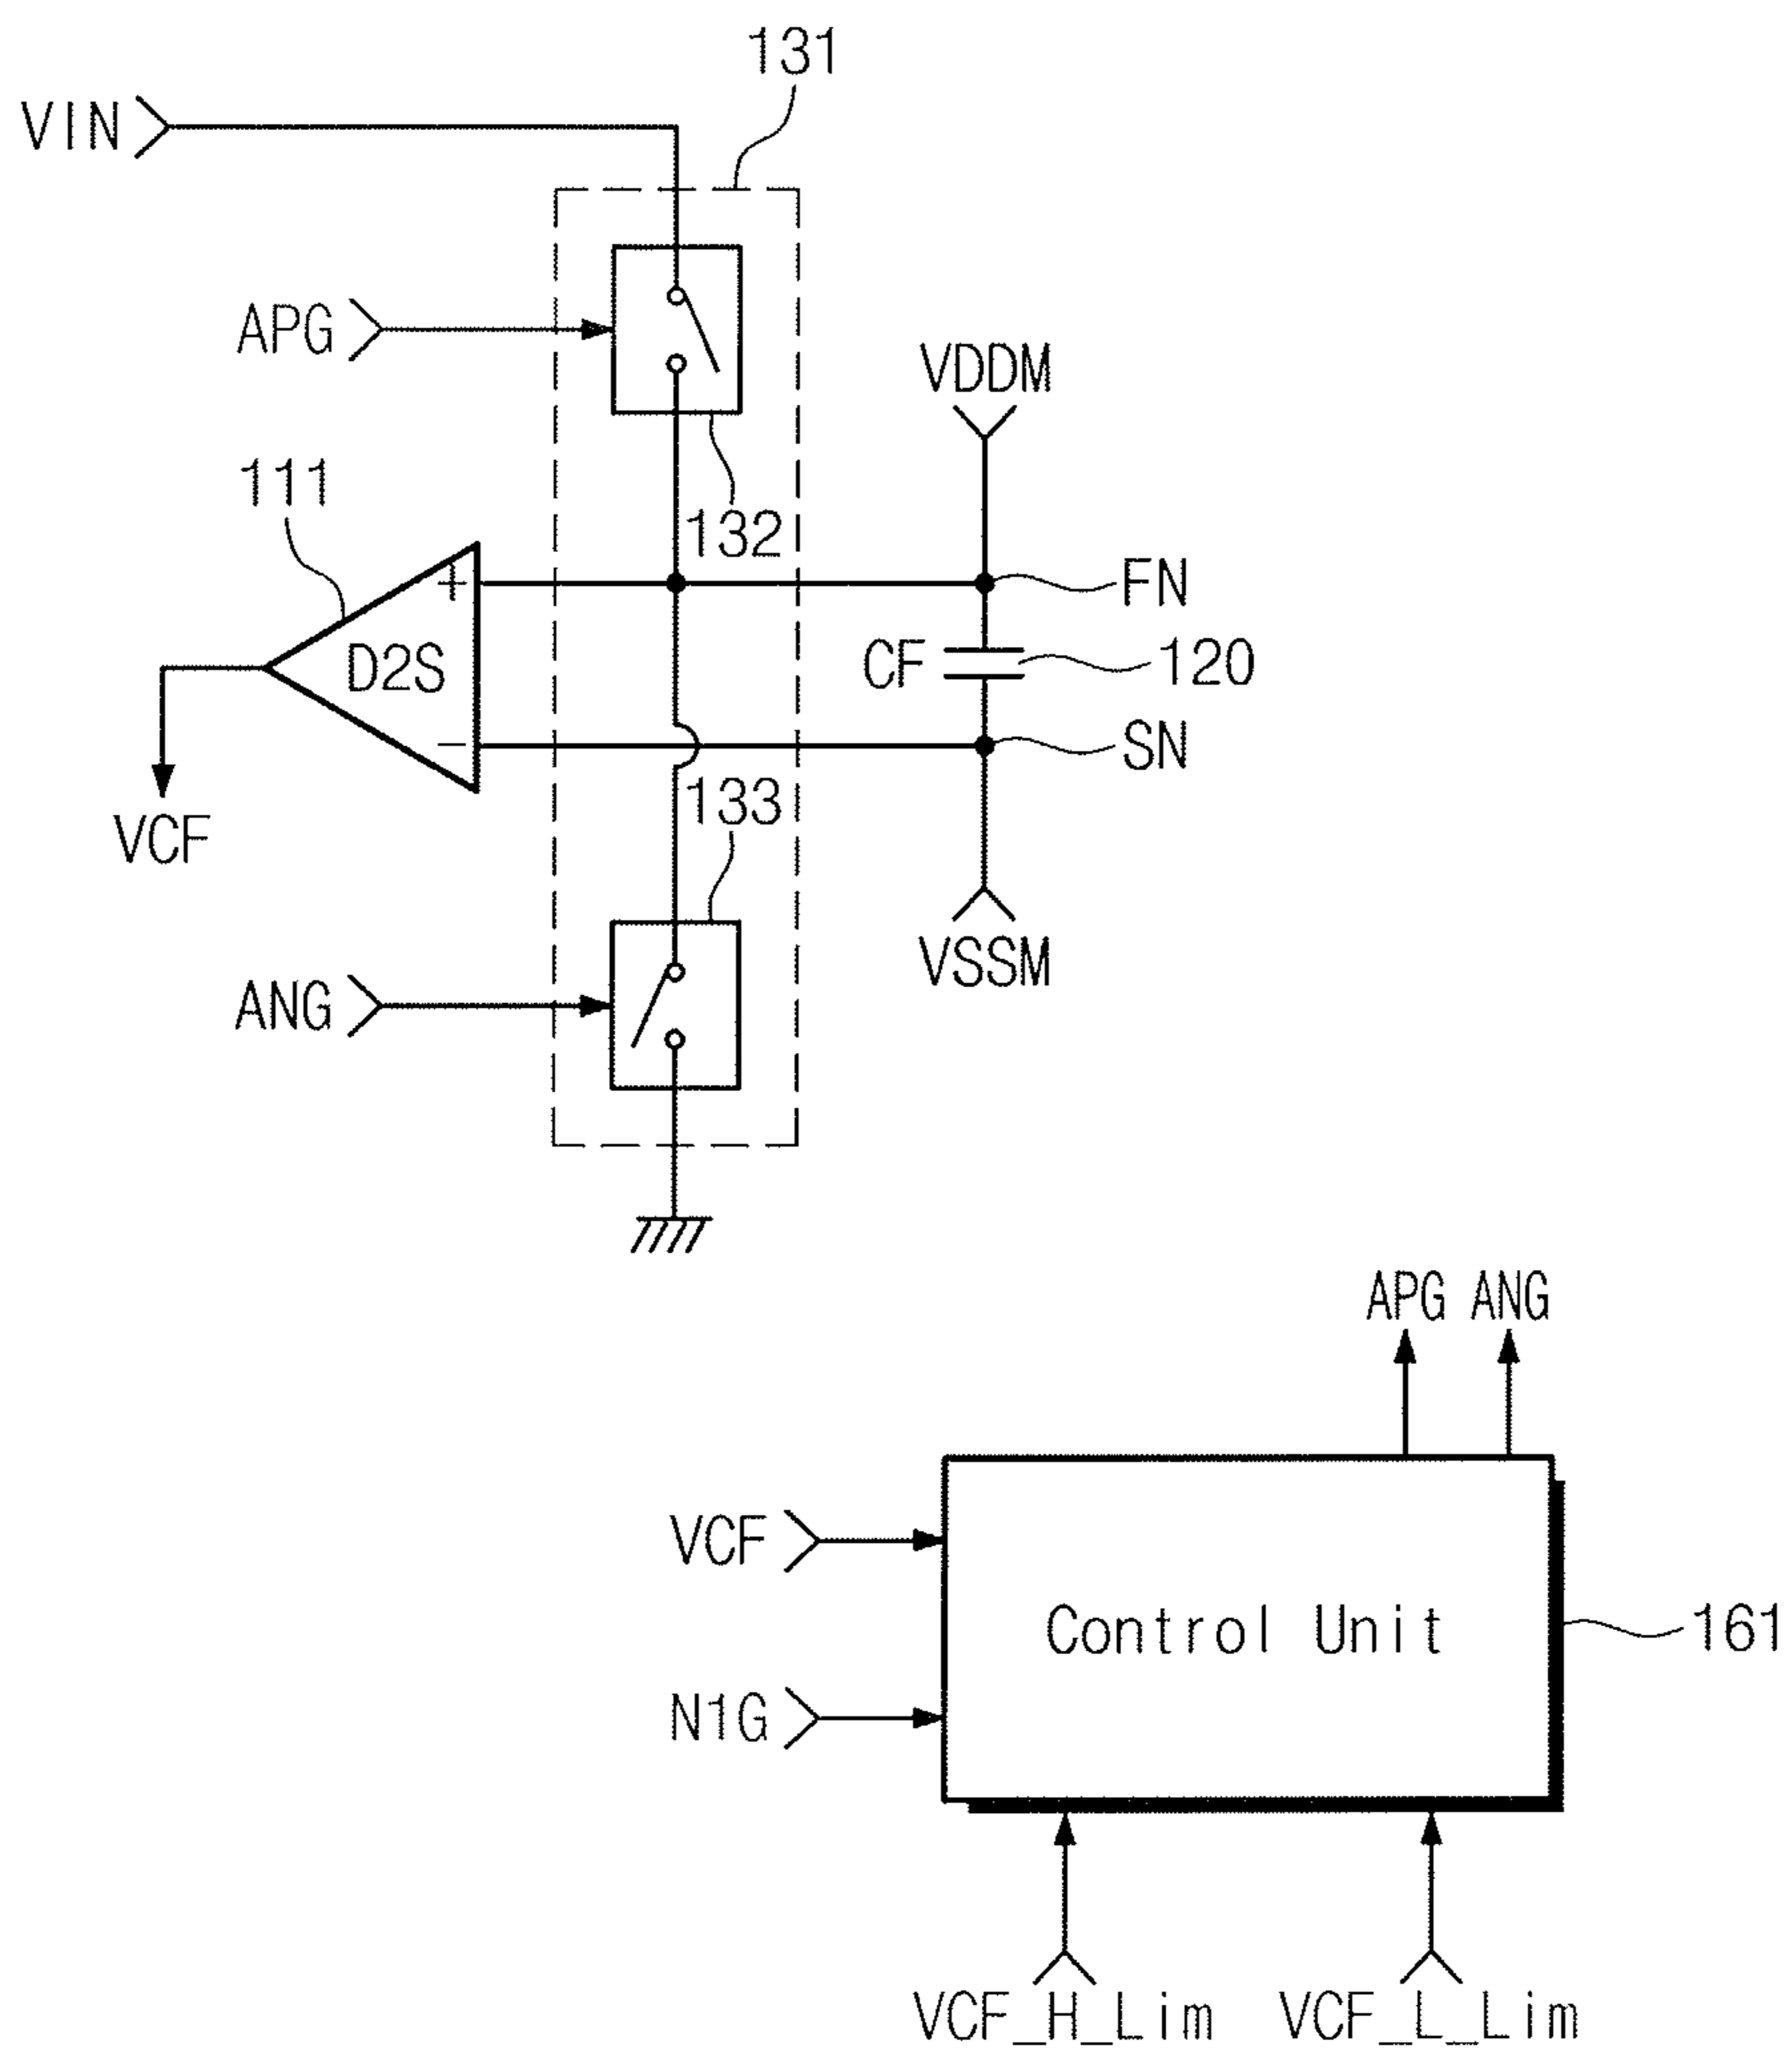 131
VIN
APG
VDDM
111
132
+
FN
D2S
CF
120
−
SN
133
VCF
VSSM
ANG
APG ANG
VCF
Control Unit
161
N1G
VCF_H_Lim
VCF_L_Lim